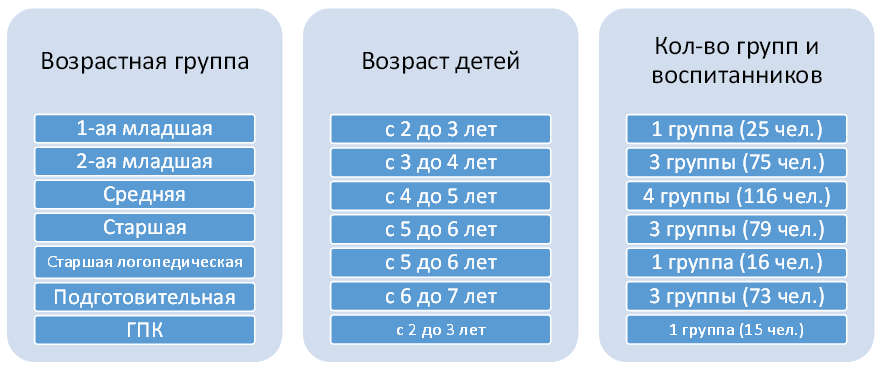 Возрастная группа
1-ая младшая
2-ая младшая
Средняя
Старшая
Старшая логопедическая
Подготовительная
ГПК
Возраст детей
с 2 до 3 лет
с 3 до 4 лет
с 4 до 5 лет
с 5 до 6 лет
с 5 до 6 лет
с 6 до 7 лет
с 2 до 3 лет
Кол-во групп и
воспитанников
1 группа (25 чел.)
3 группы (75 чел.)
4 группы (116 чел.)
3 группы (79 чел.)
1 группа (16 чел.)
3 группы (73 чел.)
1 группа (15 чел.)